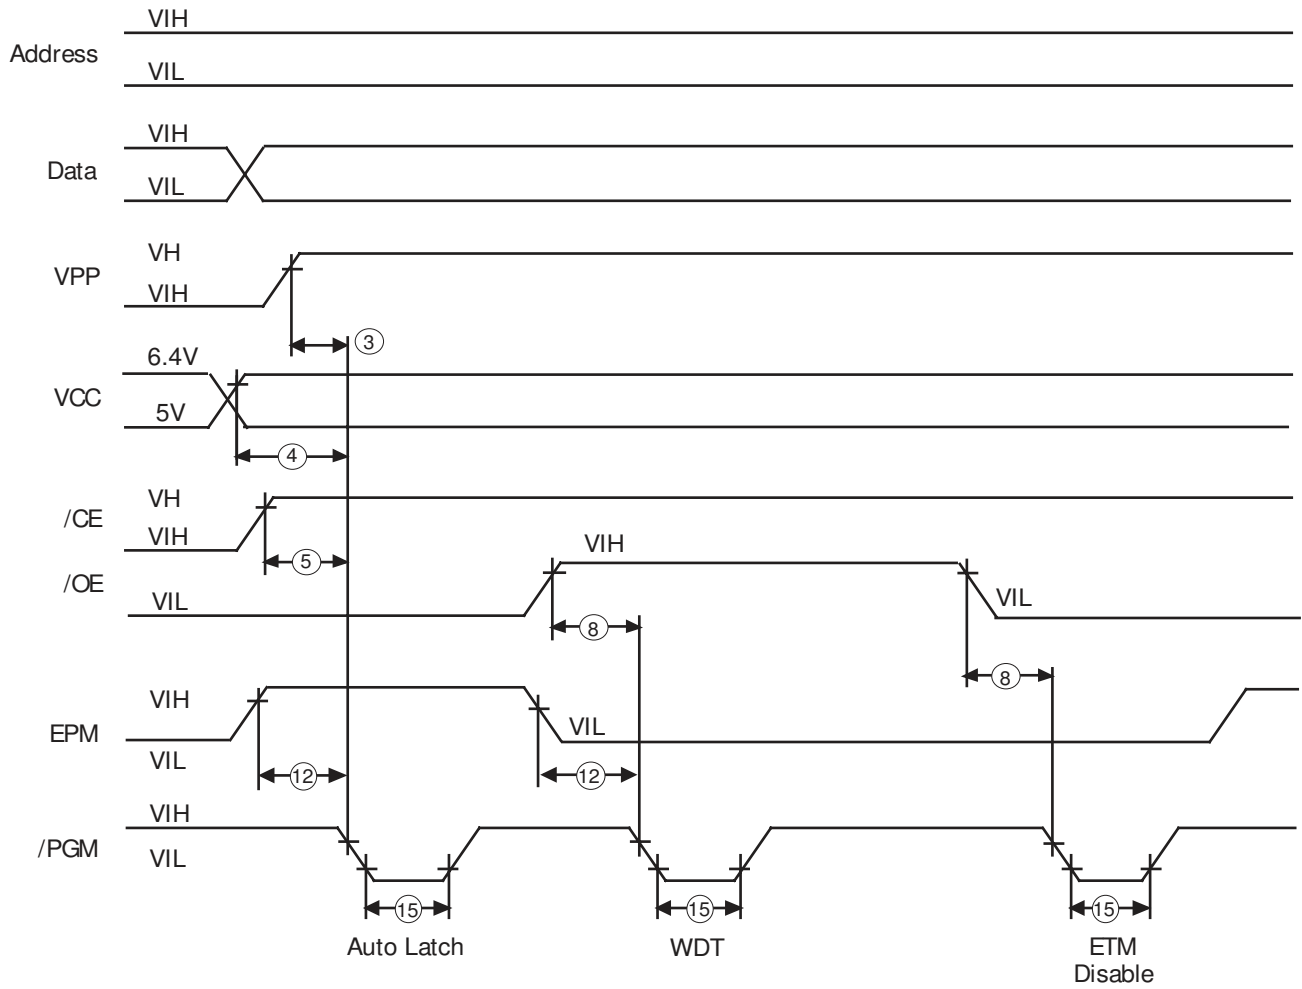 VIH
Address
VIL
VIH
Data
VIL
VH
VPP
VIH
3
6.4V
VCC
5V
4
VH
/CE
VIH
VIH
5
/OE
VIL
VIL
8
8
VIH
EPM
VIL
VIL
12
12
VIH
/PGM
VIL
15
15
15
Auto Latch
WDT
ETM
Disable